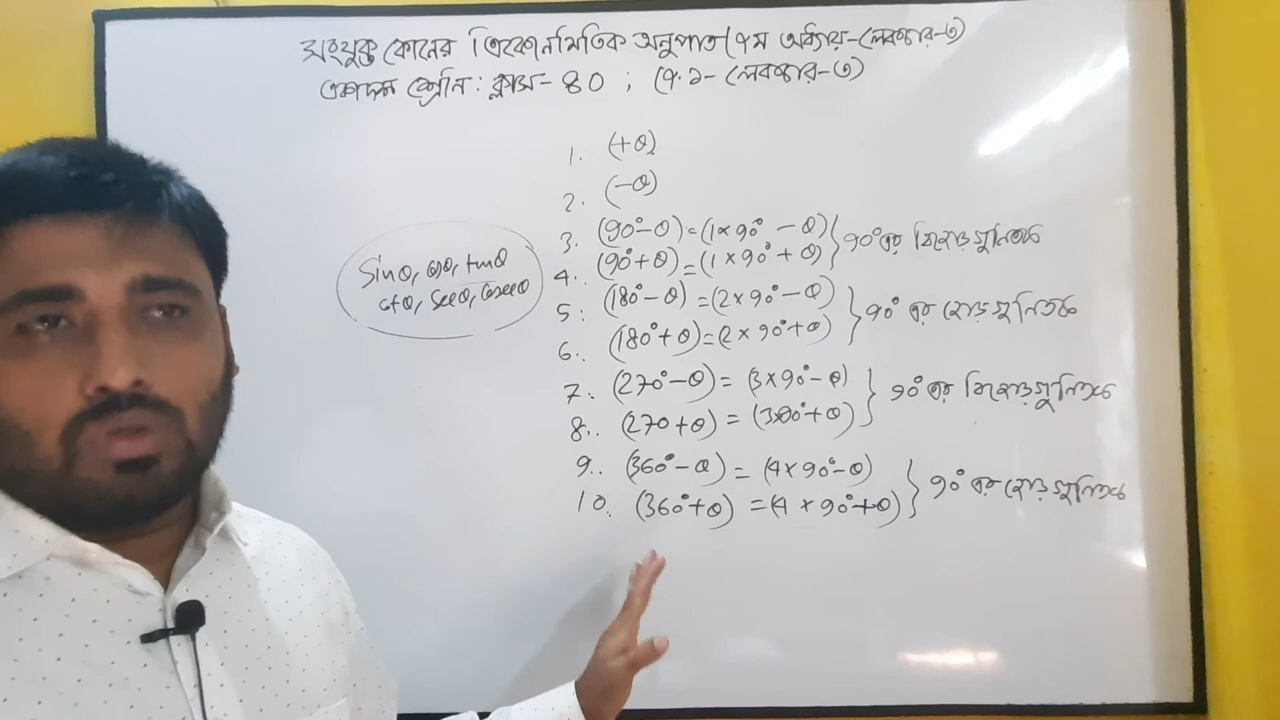 সংযুক্ত কোনের ত্রিকোনমিতিক অনুপাত (৭ম অধ্যায়-লেকচার-৩)
একাদশ শ্রেনি: ক্লাস- ৪০ ; (৭.১- লেকচার-৩)
1. (+θ)
2. (-θ)
3. (90°-θ) = (1×90° - θ)
4. (90°+θ) = (1×90°+θ) } 90° এর বিজোড় গুনিতক
sinθ, cosθ, tanθ
cotθ, secθ, cosecθ
5. (180°-θ) = (2×90°-θ)
6. (180°+θ) = (2×90°+θ) } 90° এর জোড় গুনিতক
7. (270°-θ) = (3×90°-θ)
8. (270+θ) = (3×90°+θ) } 90° এর বিজোড় গুনিতক
9. (360°-θ) = (4×90°-θ)
10. (360°+θ) = (4×90°+θ) } 90° এর জোড় গুনিতক